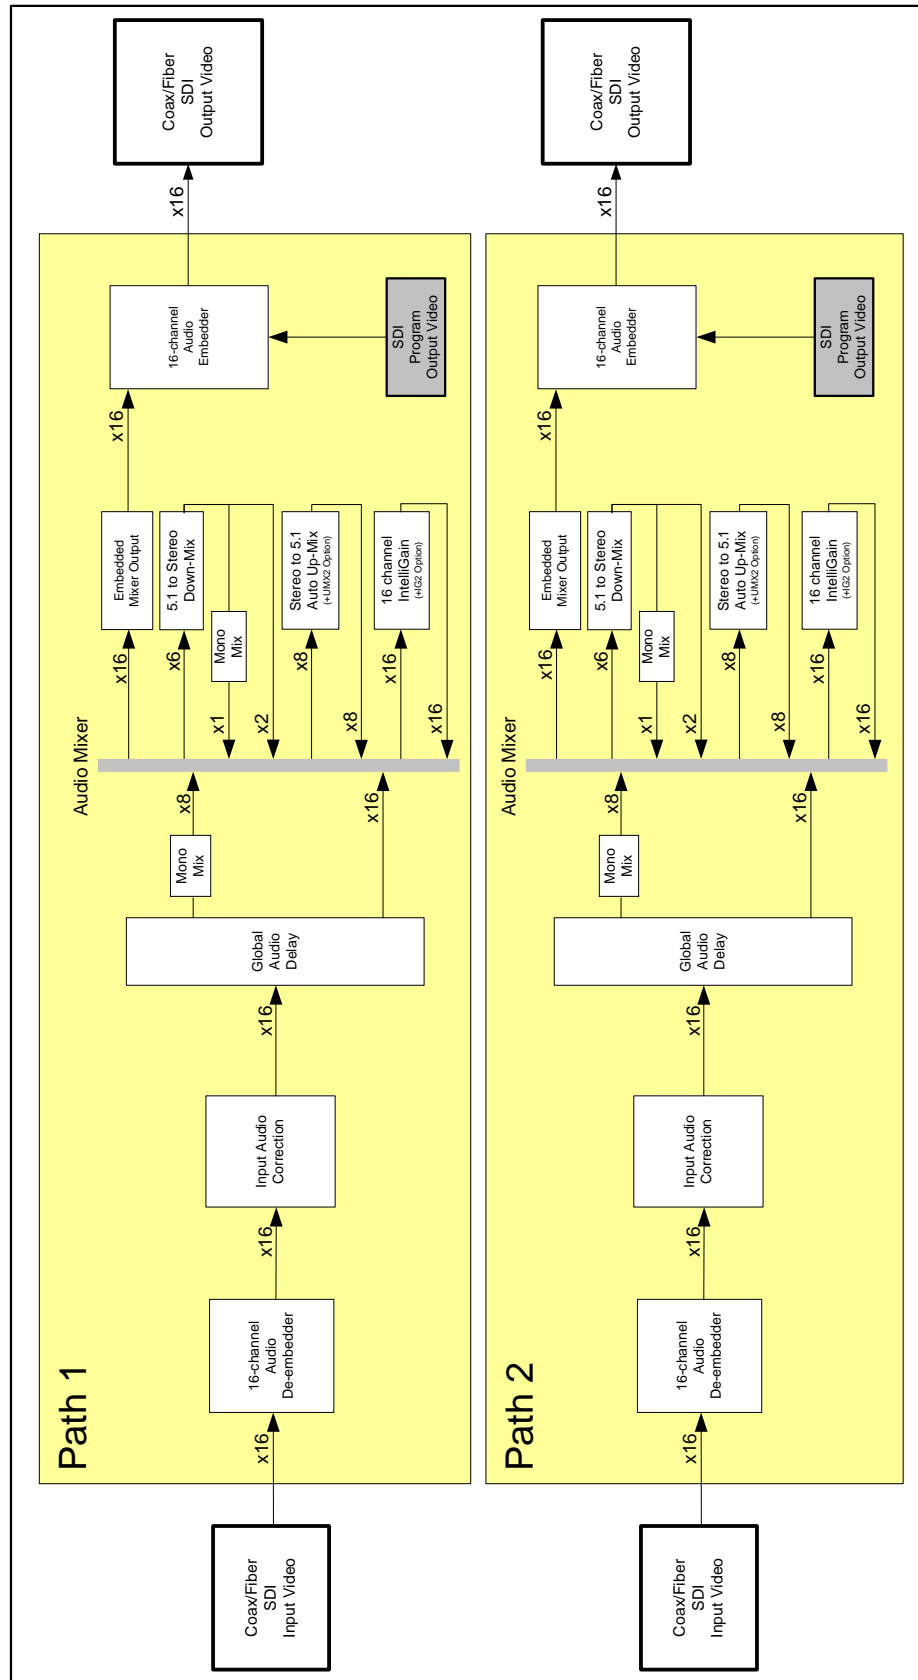 Path 1
Coax/Fiber
SDI
Input Video
x16
16-channel
Audio
De-embedder
x16
Input Audio
Correction
x16
Global
Audio
Delay
Mono
Mix
x8
x16
Audio Mixer
x16
Embedded
Mixer Output
x16
x6
5.1 to Stereo
Down-Mix
x1
Mono
Mix
x2
x8
Stereo to 5.1
Auto Up-Mix
(+UMX2 Option)
x8
x16
16 channel
IntelliGain
(+IG2 Option)
x16
16-channel
Audio
Embedder
SDI
Program
Output Video
x16
Coax/Fiber
SDI
Output Video
Path 2
Coax/Fiber
SDI
Input Video
x16
16-channel
Audio
De-embedder
x16
Input Audio
Correction
x16
Global
Audio
Delay
Mono
Mix
x8
x16
Audio Mixer
x16
Embedded
Mixer Output
x16
x6
5.1 to Stereo
Down-Mix
x1
Mono
Mix
x2
x8
Stereo to 5.1
Auto Up-Mix
(+UMX2 Option)
x8
x16
16 channel
IntelliGain
(+IG2 Option)
x16
16-channel
Audio
Embedder
SDI
Program
Output Video
x16
Coax/Fiber
SDI
Output Video